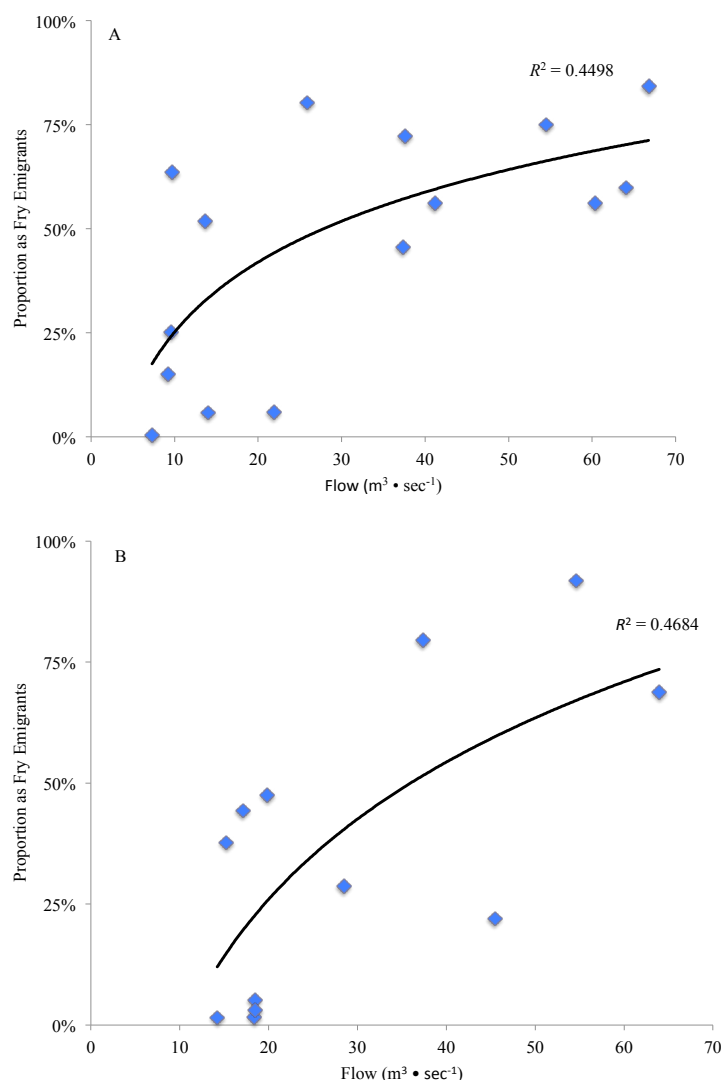 100%
A
R² = 0.4498
75%
50%
25%
0%
Proportion as Fry Emigrants
0 10 20 30 40 50 60 70
Flow (m³ • sec⁻¹)
100%
B
R² = 0.4684
75%
50%
25%
0%
Proportion as Fry Emigrants
0 10 20 30 40 50 60 70
Flow (m³ • sec⁻¹)